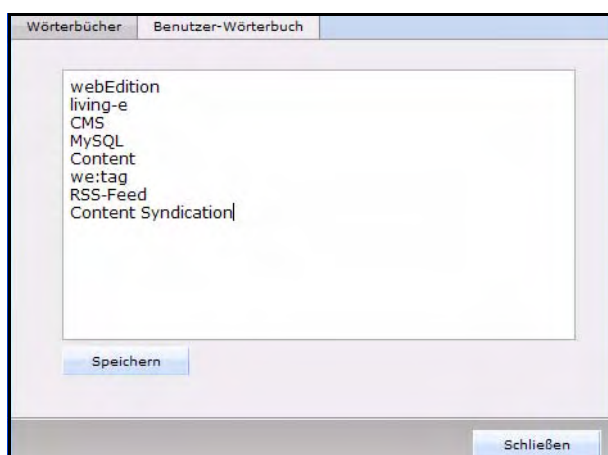 Wörterbücher Benutzer-Wörterbuch
webEdition
living-e
CMS
MySQL
Content
we:tag
RSS-Feed
Content Syndication
Speichern
Schließen